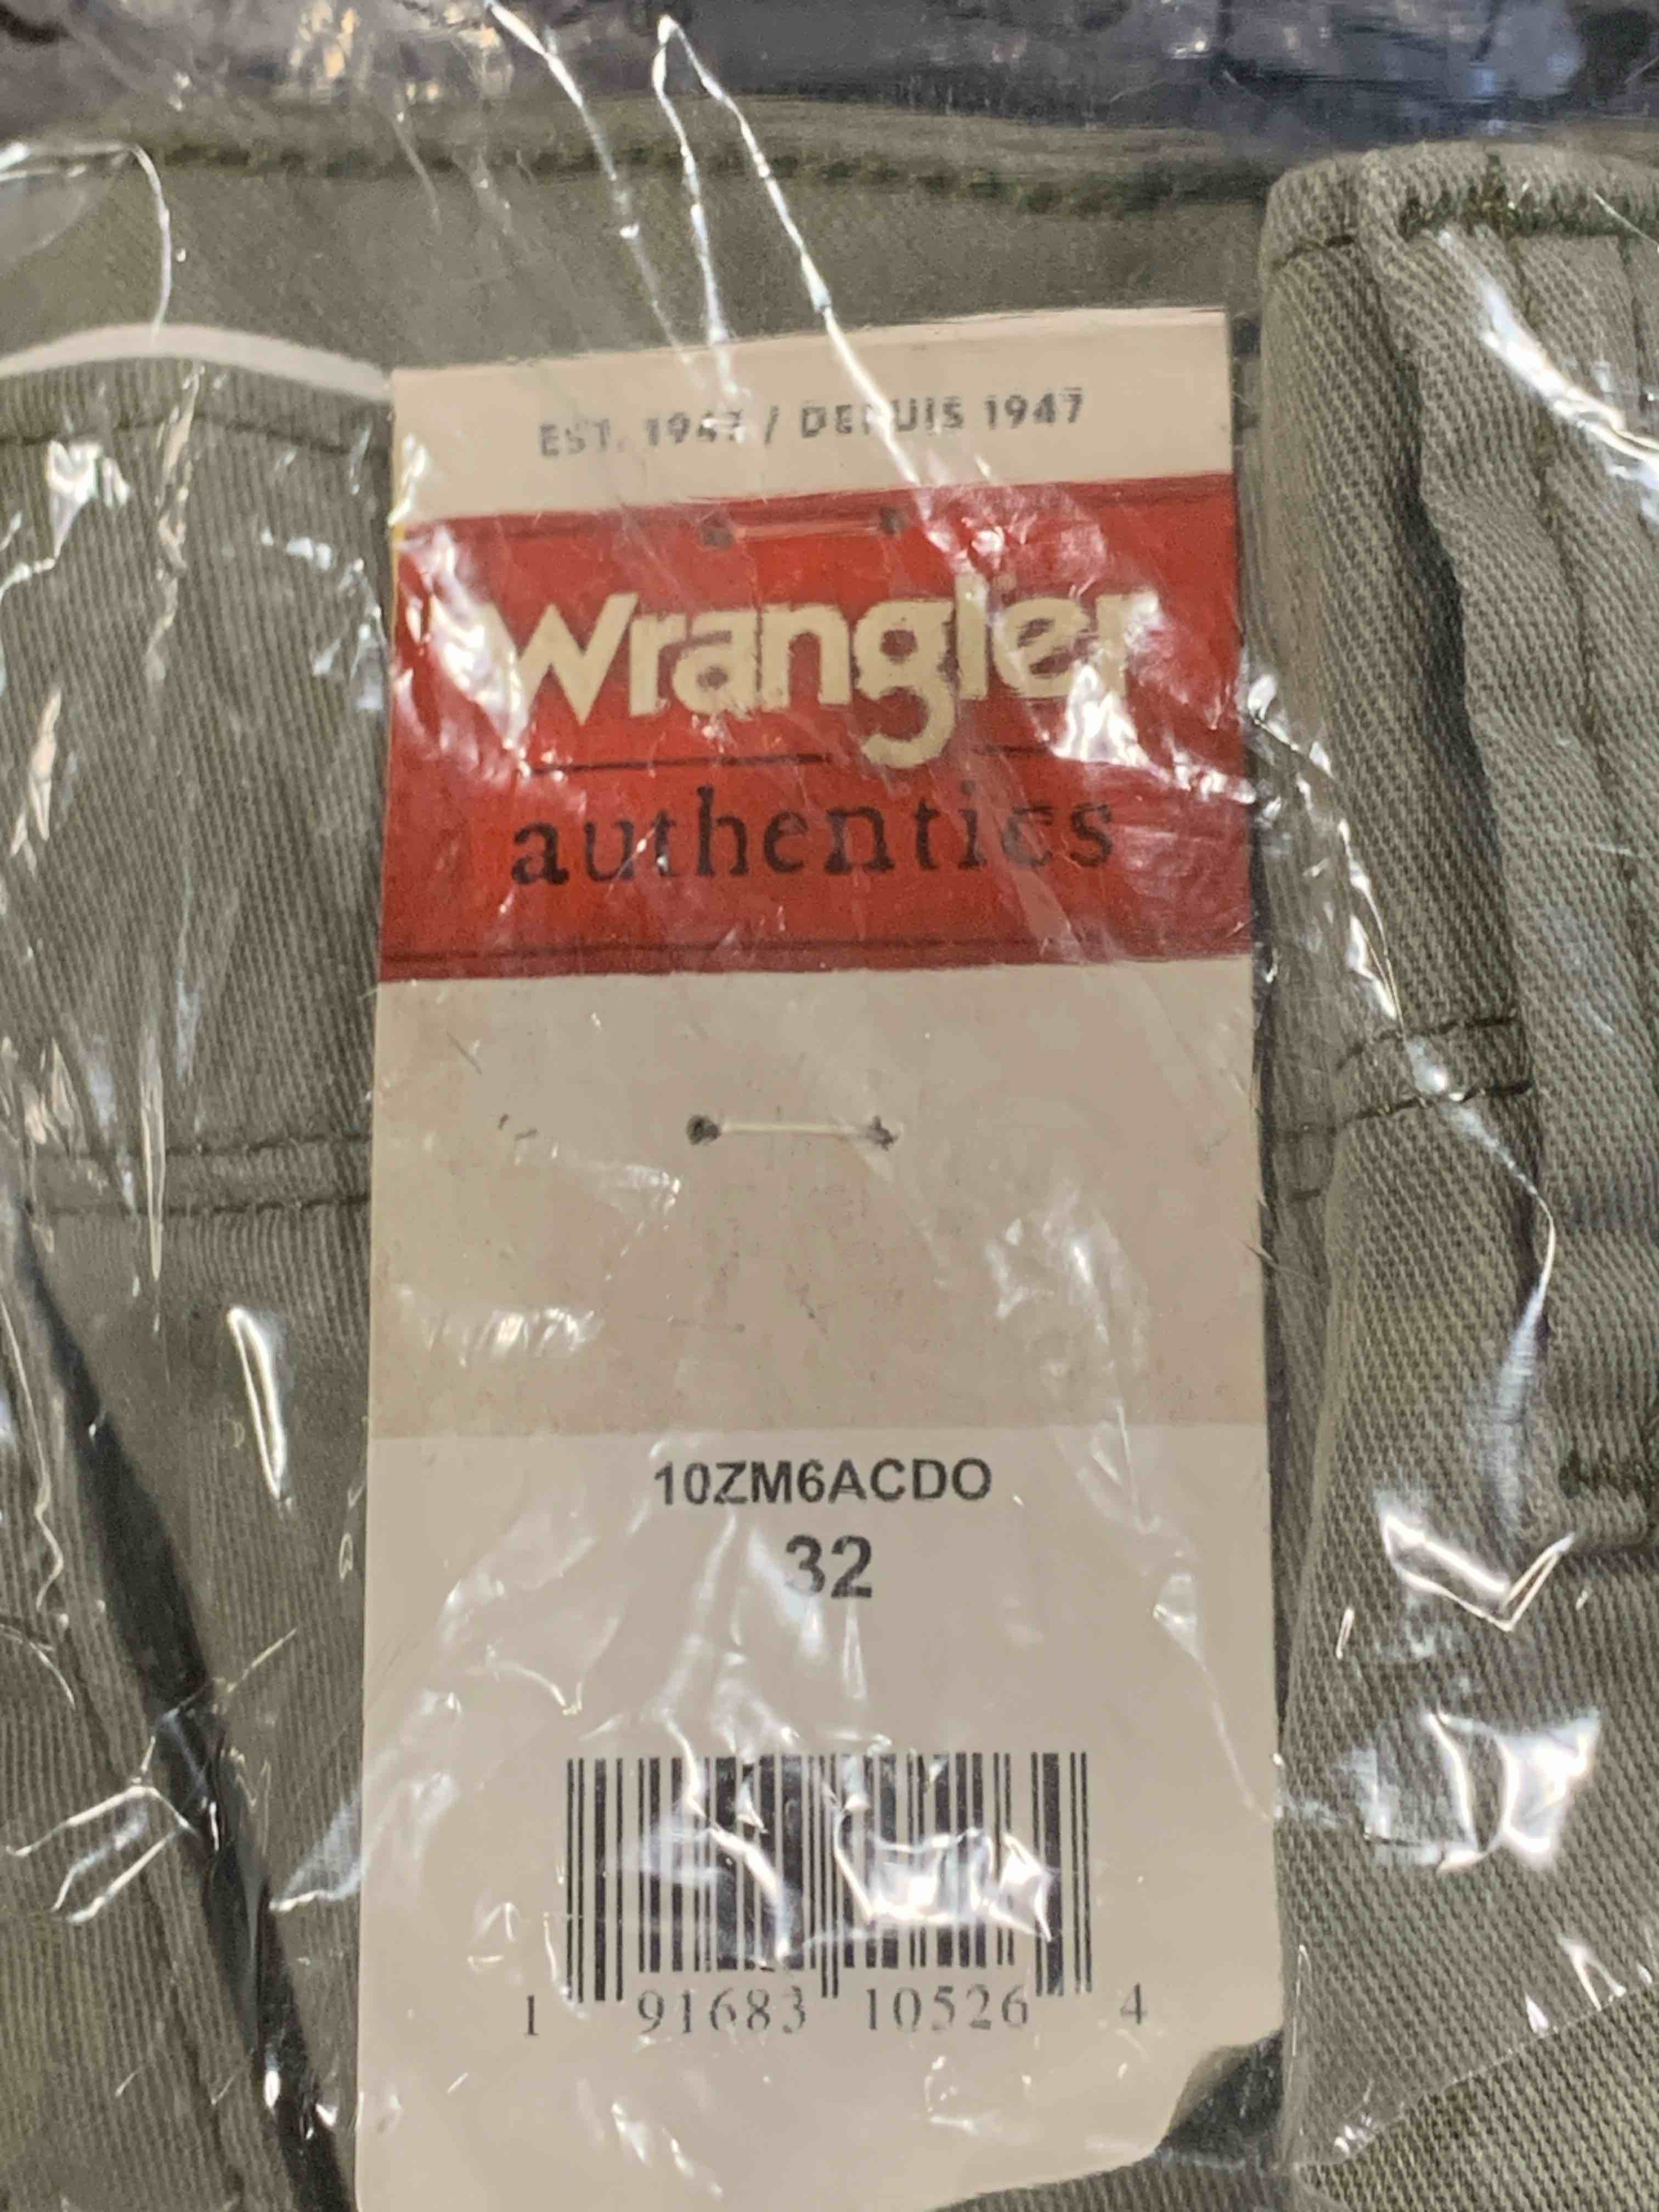 EST. 1947 / DEPUIS 1947
Wrangler
authentics
10ZM6ACDO
32
1 91683 10526 4